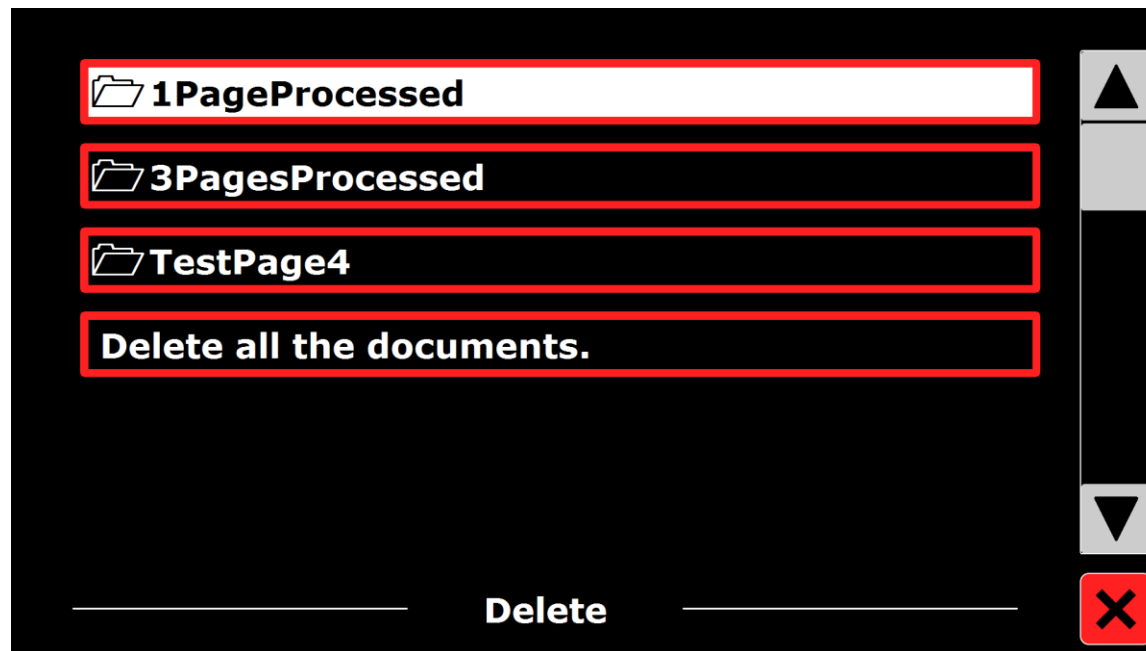 1PageProcessed
3PagesProcessed
TestPage4
Delete all the documents.
Delete